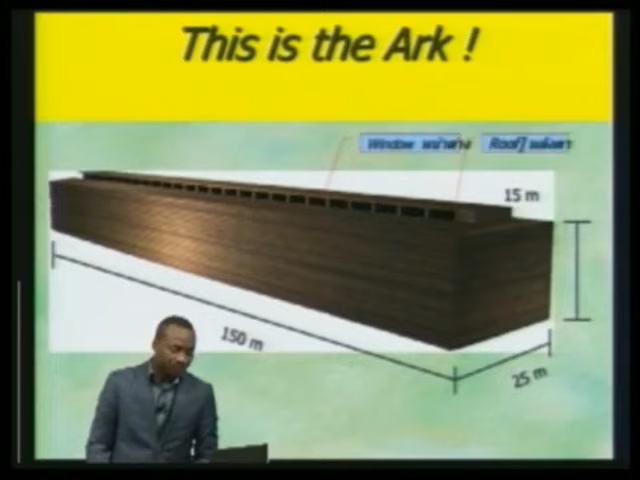 This is the Ark !
Window หน้าต่าง
Roof หลังคา
15 m
150 m
25 m